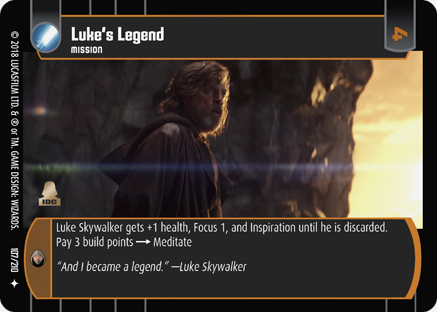 Luke's Legend
MISSION
4
IDC
Luke Skywalker gets +1 health, Focus 1, and Inspiration until he is discarded.
Pay 3 build points → Meditate
"And I became a legend." —Luke Skywalker
© 2018 LUCASFILM LTD. & ® or TM. GAME DESIGN: WIZARDS.
107/210